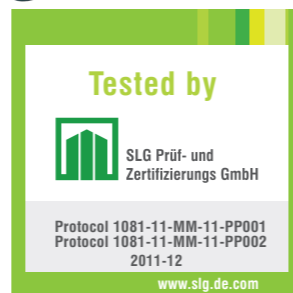 Tested by
SLG Prüf- und
Zertifizierungs GmbH
Protocol 1081-11-MM-11-PP001
Protocol 1081-11-MM-11-PP002
2011-12
www.slg.de.com